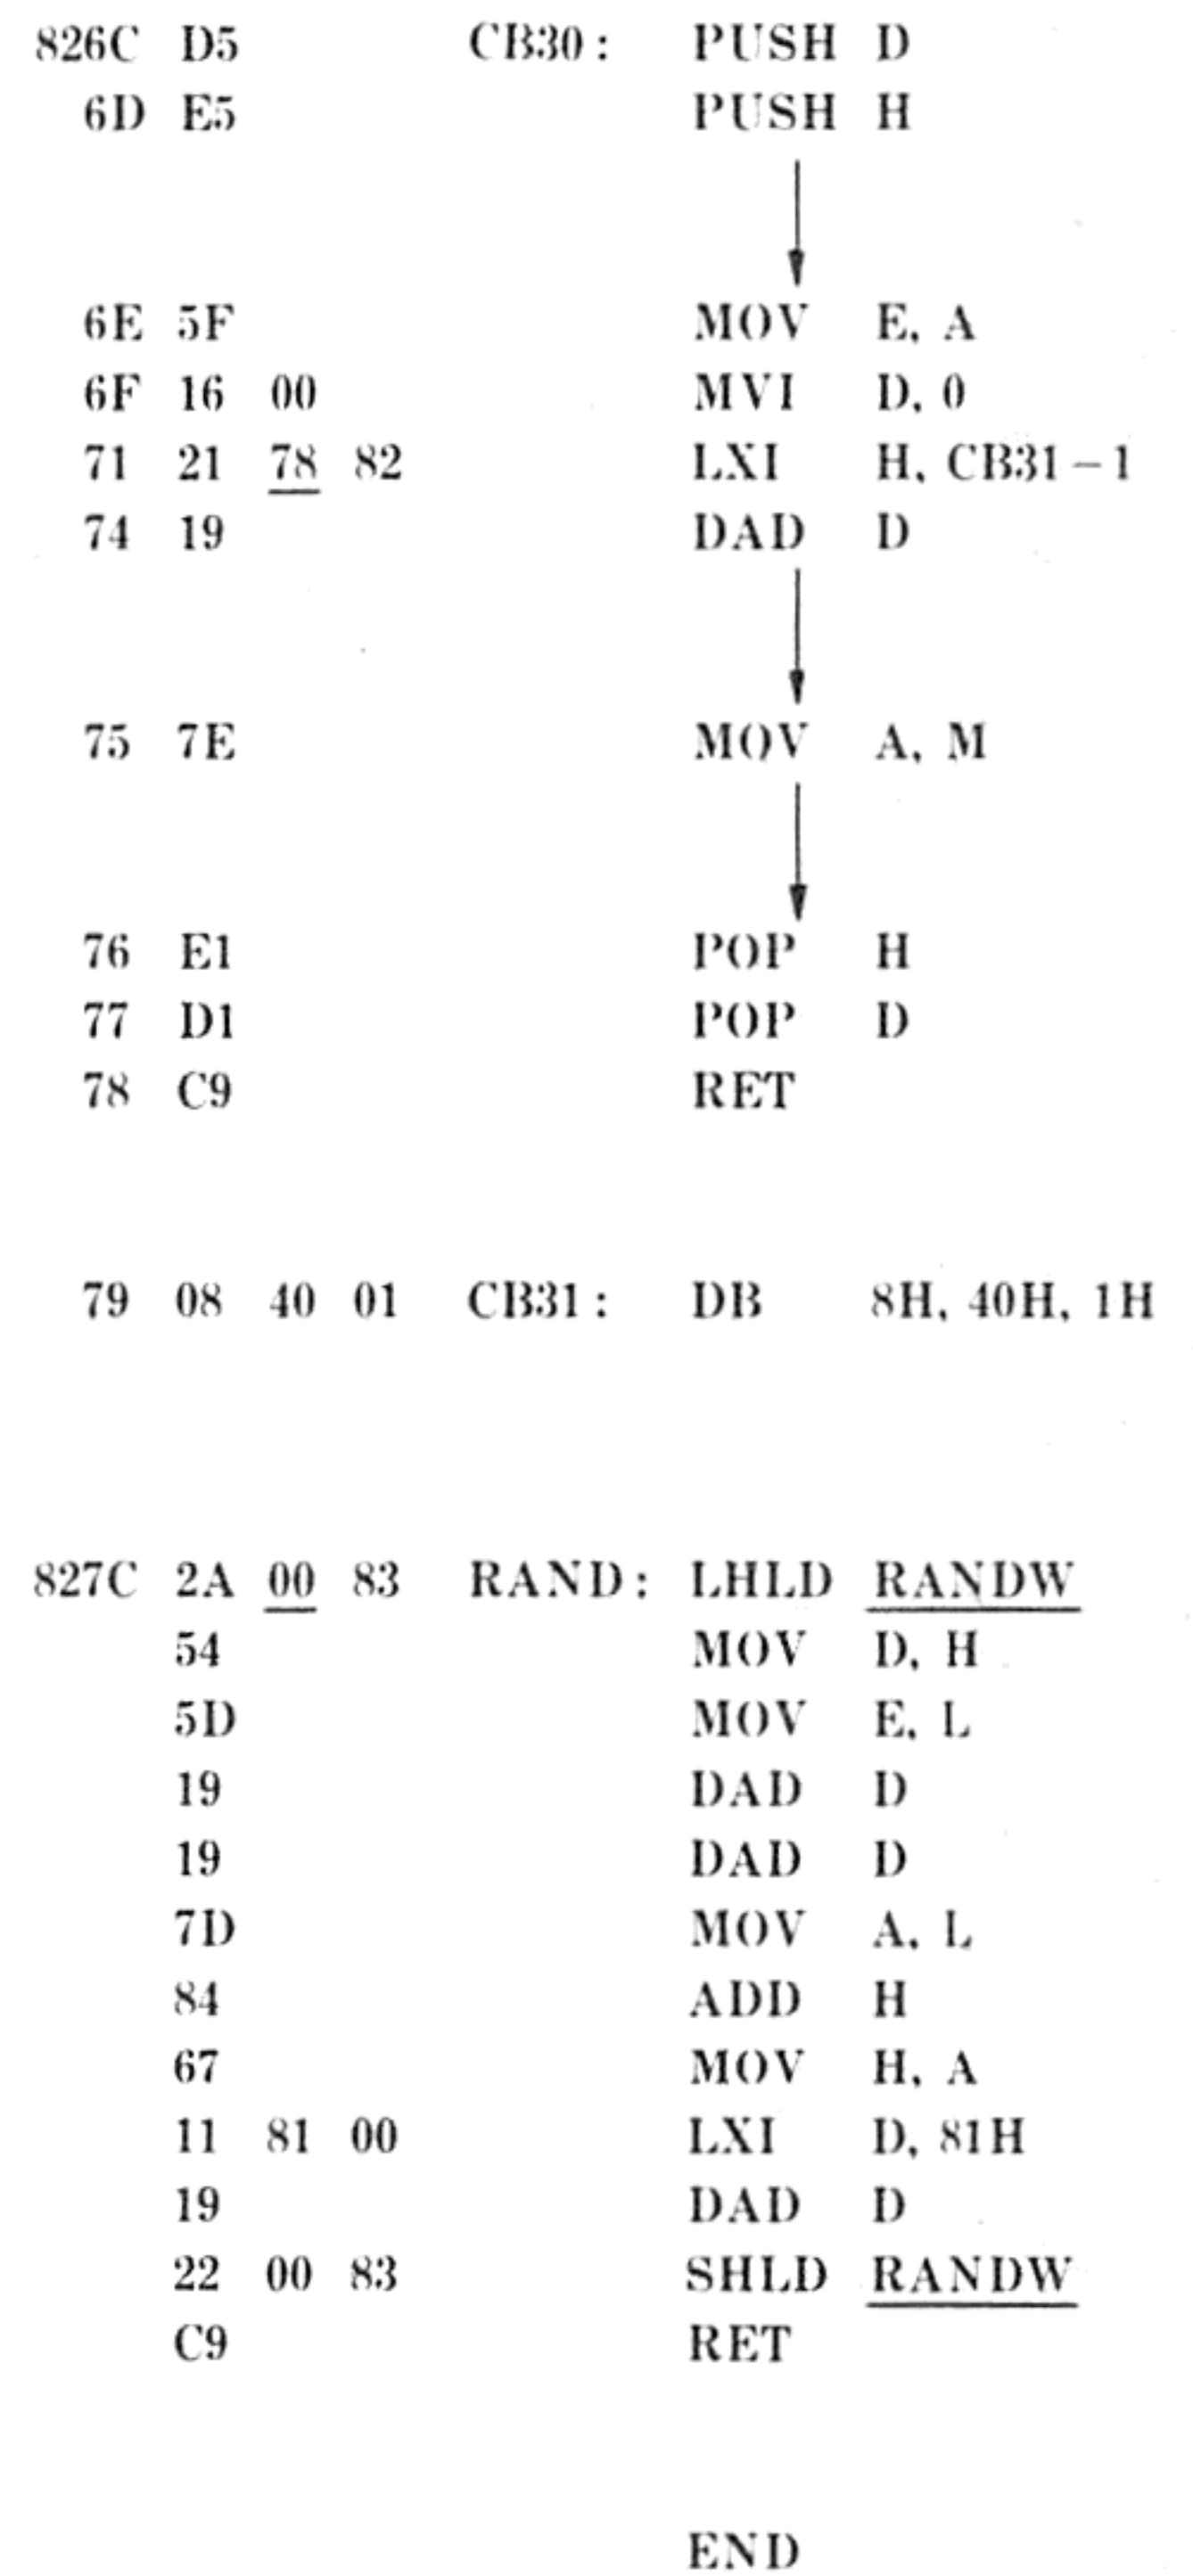 826C D5 CB30: PUSH D
6D E5 PUSH H
6E 5F MOV E, A
6F 16 00 MVI D, 0
71 21 78 82 LXI H, CB31-1
74 19 DAD D
75 7E MOV A, M
76 E1 POP H
77 D1 POP D
78 C9 RET
79 08 40 01 CB31: DB 8H, 40H, 1H
827C 2A 00 83 RAND: LHLD RANDW
54 MOV D, H
5D MOV E, L
19 DAD D
19 DAD D
7D MOV A, L
84 ADD H
67 MOV H, A
11 81 00 LXI D, 81H
19 DAD D
22 00 83 SHLD RANDW
C9 RET
END